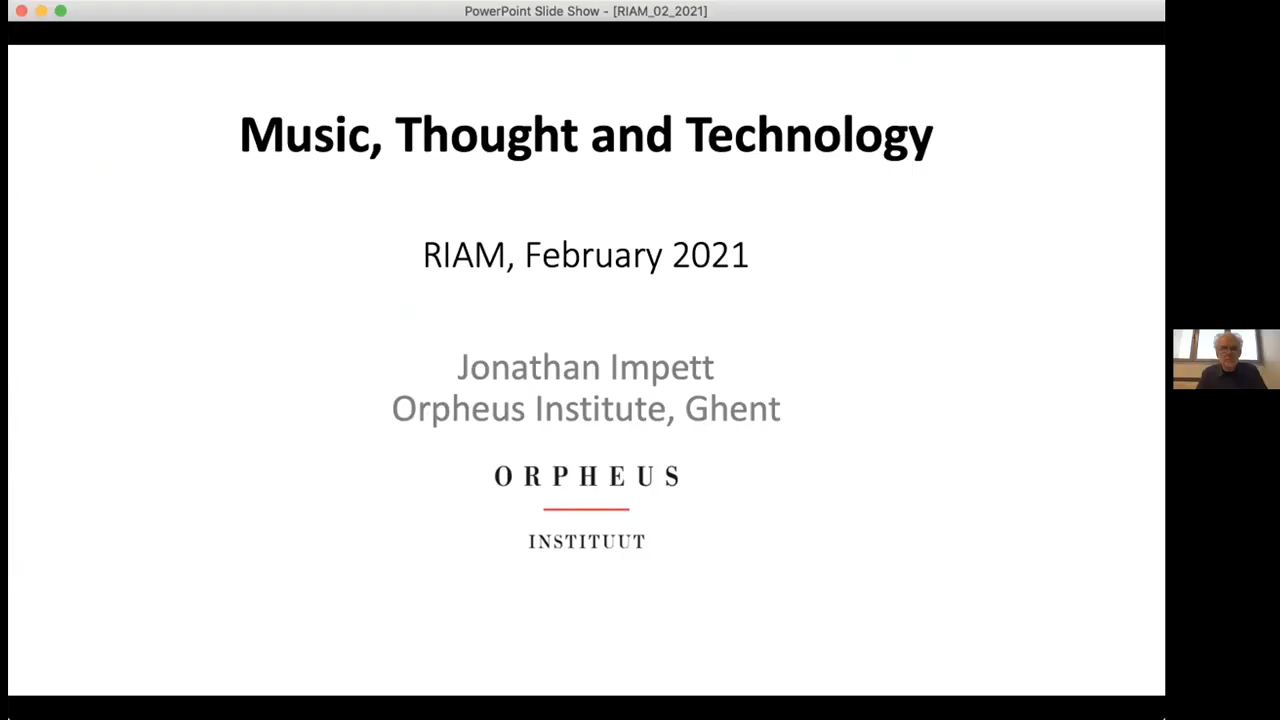 PowerPoint Slide Show - [RIAM_02_2021]
Music, Thought and Technology
RIAM, February 2021
Jonathan Impett
Orpheus Institute, Ghent
ORPHEUS
INSTITUUT